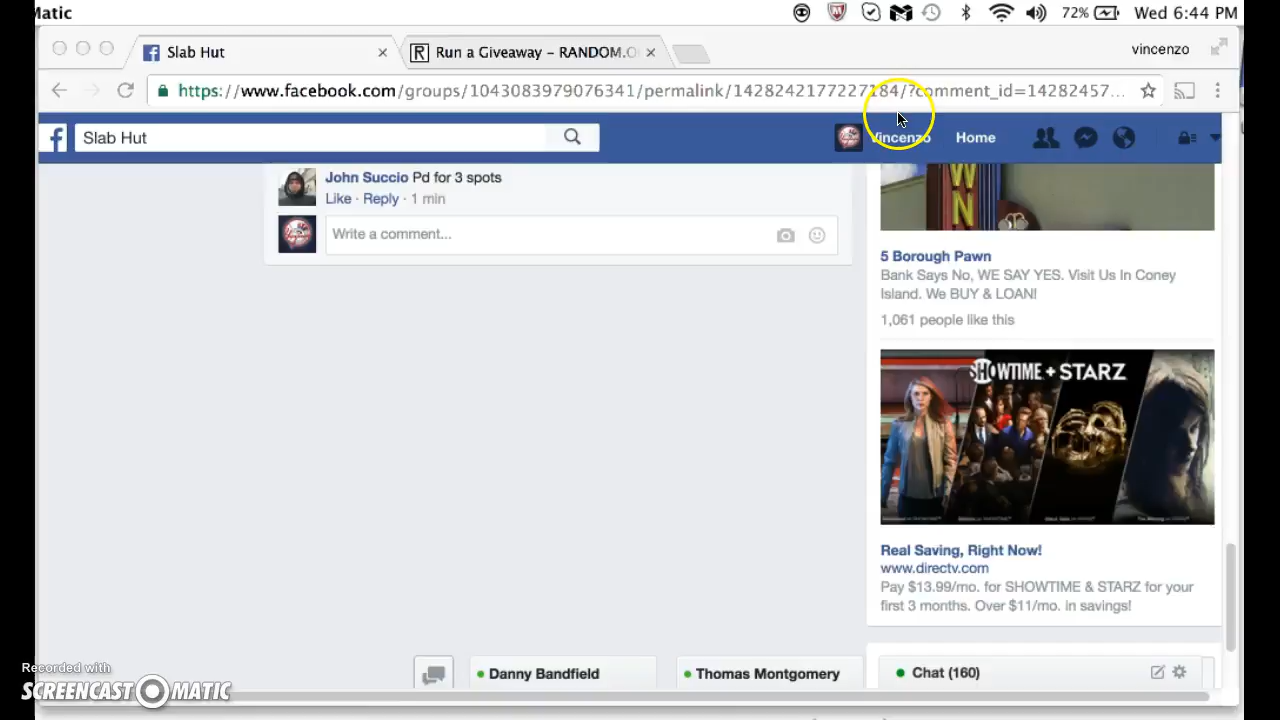 Matic
72%
Wed 6:44 PM
Slab Hut
Run a Giveaway – RANDOM.O
vincenzo
https://www.facebook.com/groups/1043083979076341/permalink/1428242177227184/?comment_id=14282457...
Slab Hut
Vincenzo
Home
John Succio Pd for 3 spots
Like · Reply · 1 min
Write a comment...
WN
5 Borough Pawn
Bank Says No, WE SAY YES. Visit Us In Coney
Island. We BUY & LOAN!
1,061 people like this
SHOWTIME + STARZ
Real Saving, Right Now!
www.directv.com
Pay $13.99/mo. for SHOWTIME & STARZ for your
first 3 months. Over $11/mo. in savings!
Danny Bandfield
Thomas Montgomery
Chat (160)
Recorded with
SCREENCAST MATIC